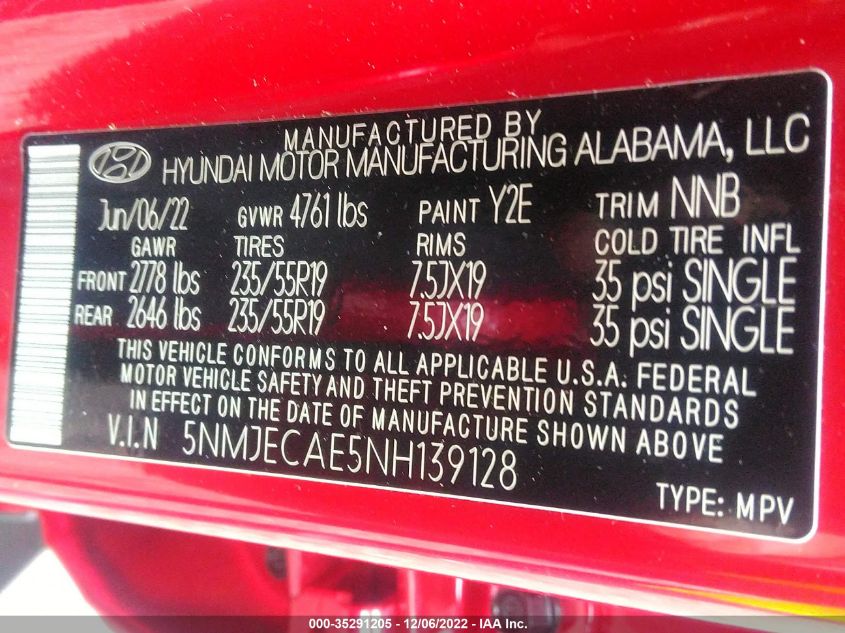 MANUFACTURED BY
HYUNDAI MOTOR MANUFACTURING ALABAMA, LLC
Jun/06/22 GVWR 4761 lbs PAINT Y2E TRIM NNB
GAWR TIRES RIMS COLD TIRE INFL
FRONT 2778 lbs 235/55R19 7.5JX19 35 psi SINGLE
REAR 2646 lbs 235/55R19 7.5JX19 35 psi SINGLE
THIS VEHICLE CONFORMS TO ALL APPLICABLE U.S.A. FEDERAL
MOTOR VEHICLE SAFETY AND THEFT PREVENTION STANDARDS
IN EFFECT ON THE DATE OF MANUFACTURE SHOWN ABOVE
V.I.N 5NMJECAE5NH139128
TYPE: MPV
000-35291205 - 12/06/2022 - IAA Inc.